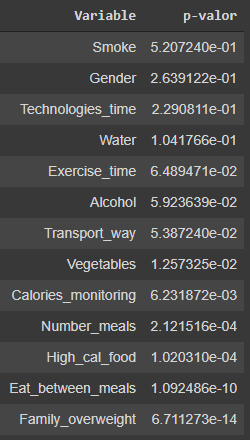 Variable p-valor
Smoke 5.207240e-01
Gender 2.639122e-01
Technologies_time 2.290811e-01
Water 1.041766e-01
Exercise_time 6.489471e-02
Alcohol 5.923639e-02
Transport_way 5.387240e-02
Vegetables 1.257325e-02
Calories_monitoring 6.231872e-03
Number_meals 2.121516e-04
High_cal_food 1.020310e-04
Eat_between_meals 1.092486e-10
Family_overweight 6.711273e-14